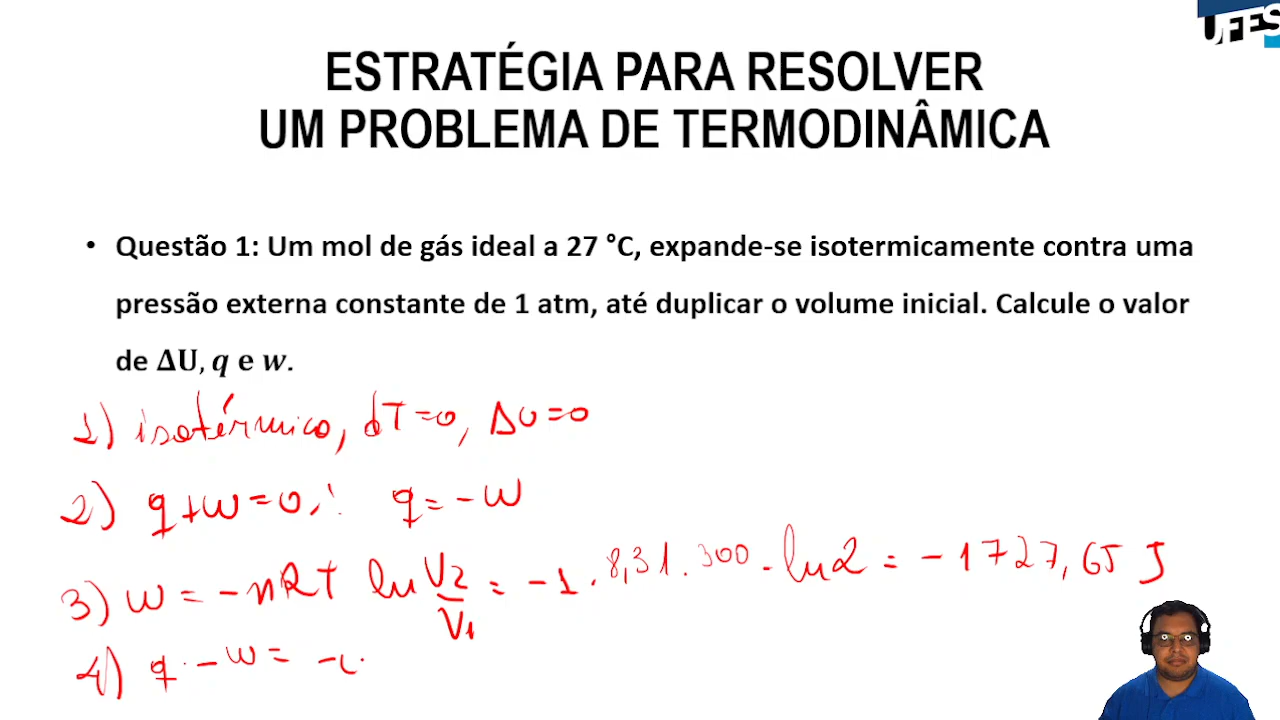 UFES
ESTRATÉGIA PARA RESOLVER
UM PROBLEMA DE TERMODINÂMICA
• Questão 1: Um mol de gás ideal a 27 °C, expande-se isotermicamente contra uma
pressão externa constante de 1 atm, até duplicar o volume inicial. Calcule o valor
de ΔU, q e w.
1) isotérmico, dT=0, ΔU=0
2) q+w=0 ∴ q=-w
3) w = -nRT ln V2/V1 = -1 . 8,31 . 300 . ln 2 = -1727,65 J
4) q . - w = -